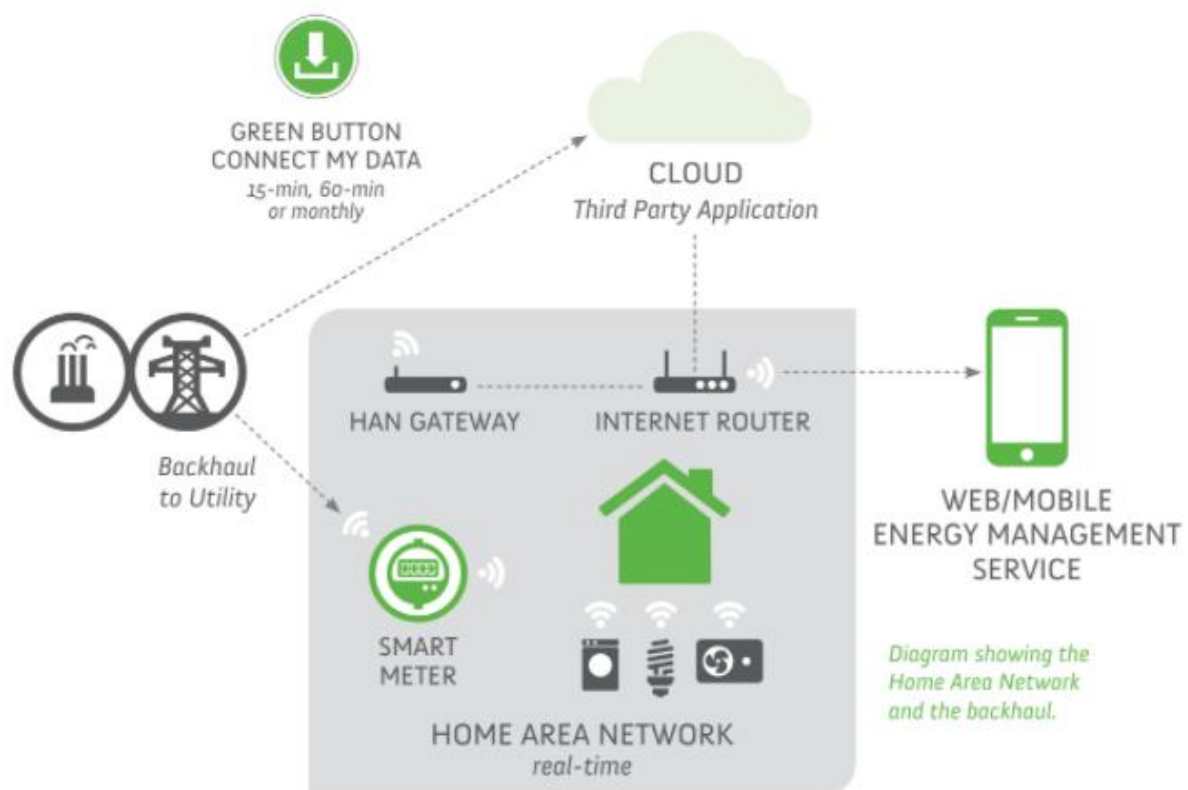 GREEN BUTTON
CONNECT MY DATA
15-min, 60-min
or monthly
CLOUD
Third Party Application
HAN GATEWAY
INTERNET ROUTER
Backhaul
to Utility
WEB/MOBILE
ENERGY MANAGEMENT
SERVICE
SMART
METER
Diagram showing the
Home Area Network
and the backhaul.
HOME AREA NETWORK
real-time